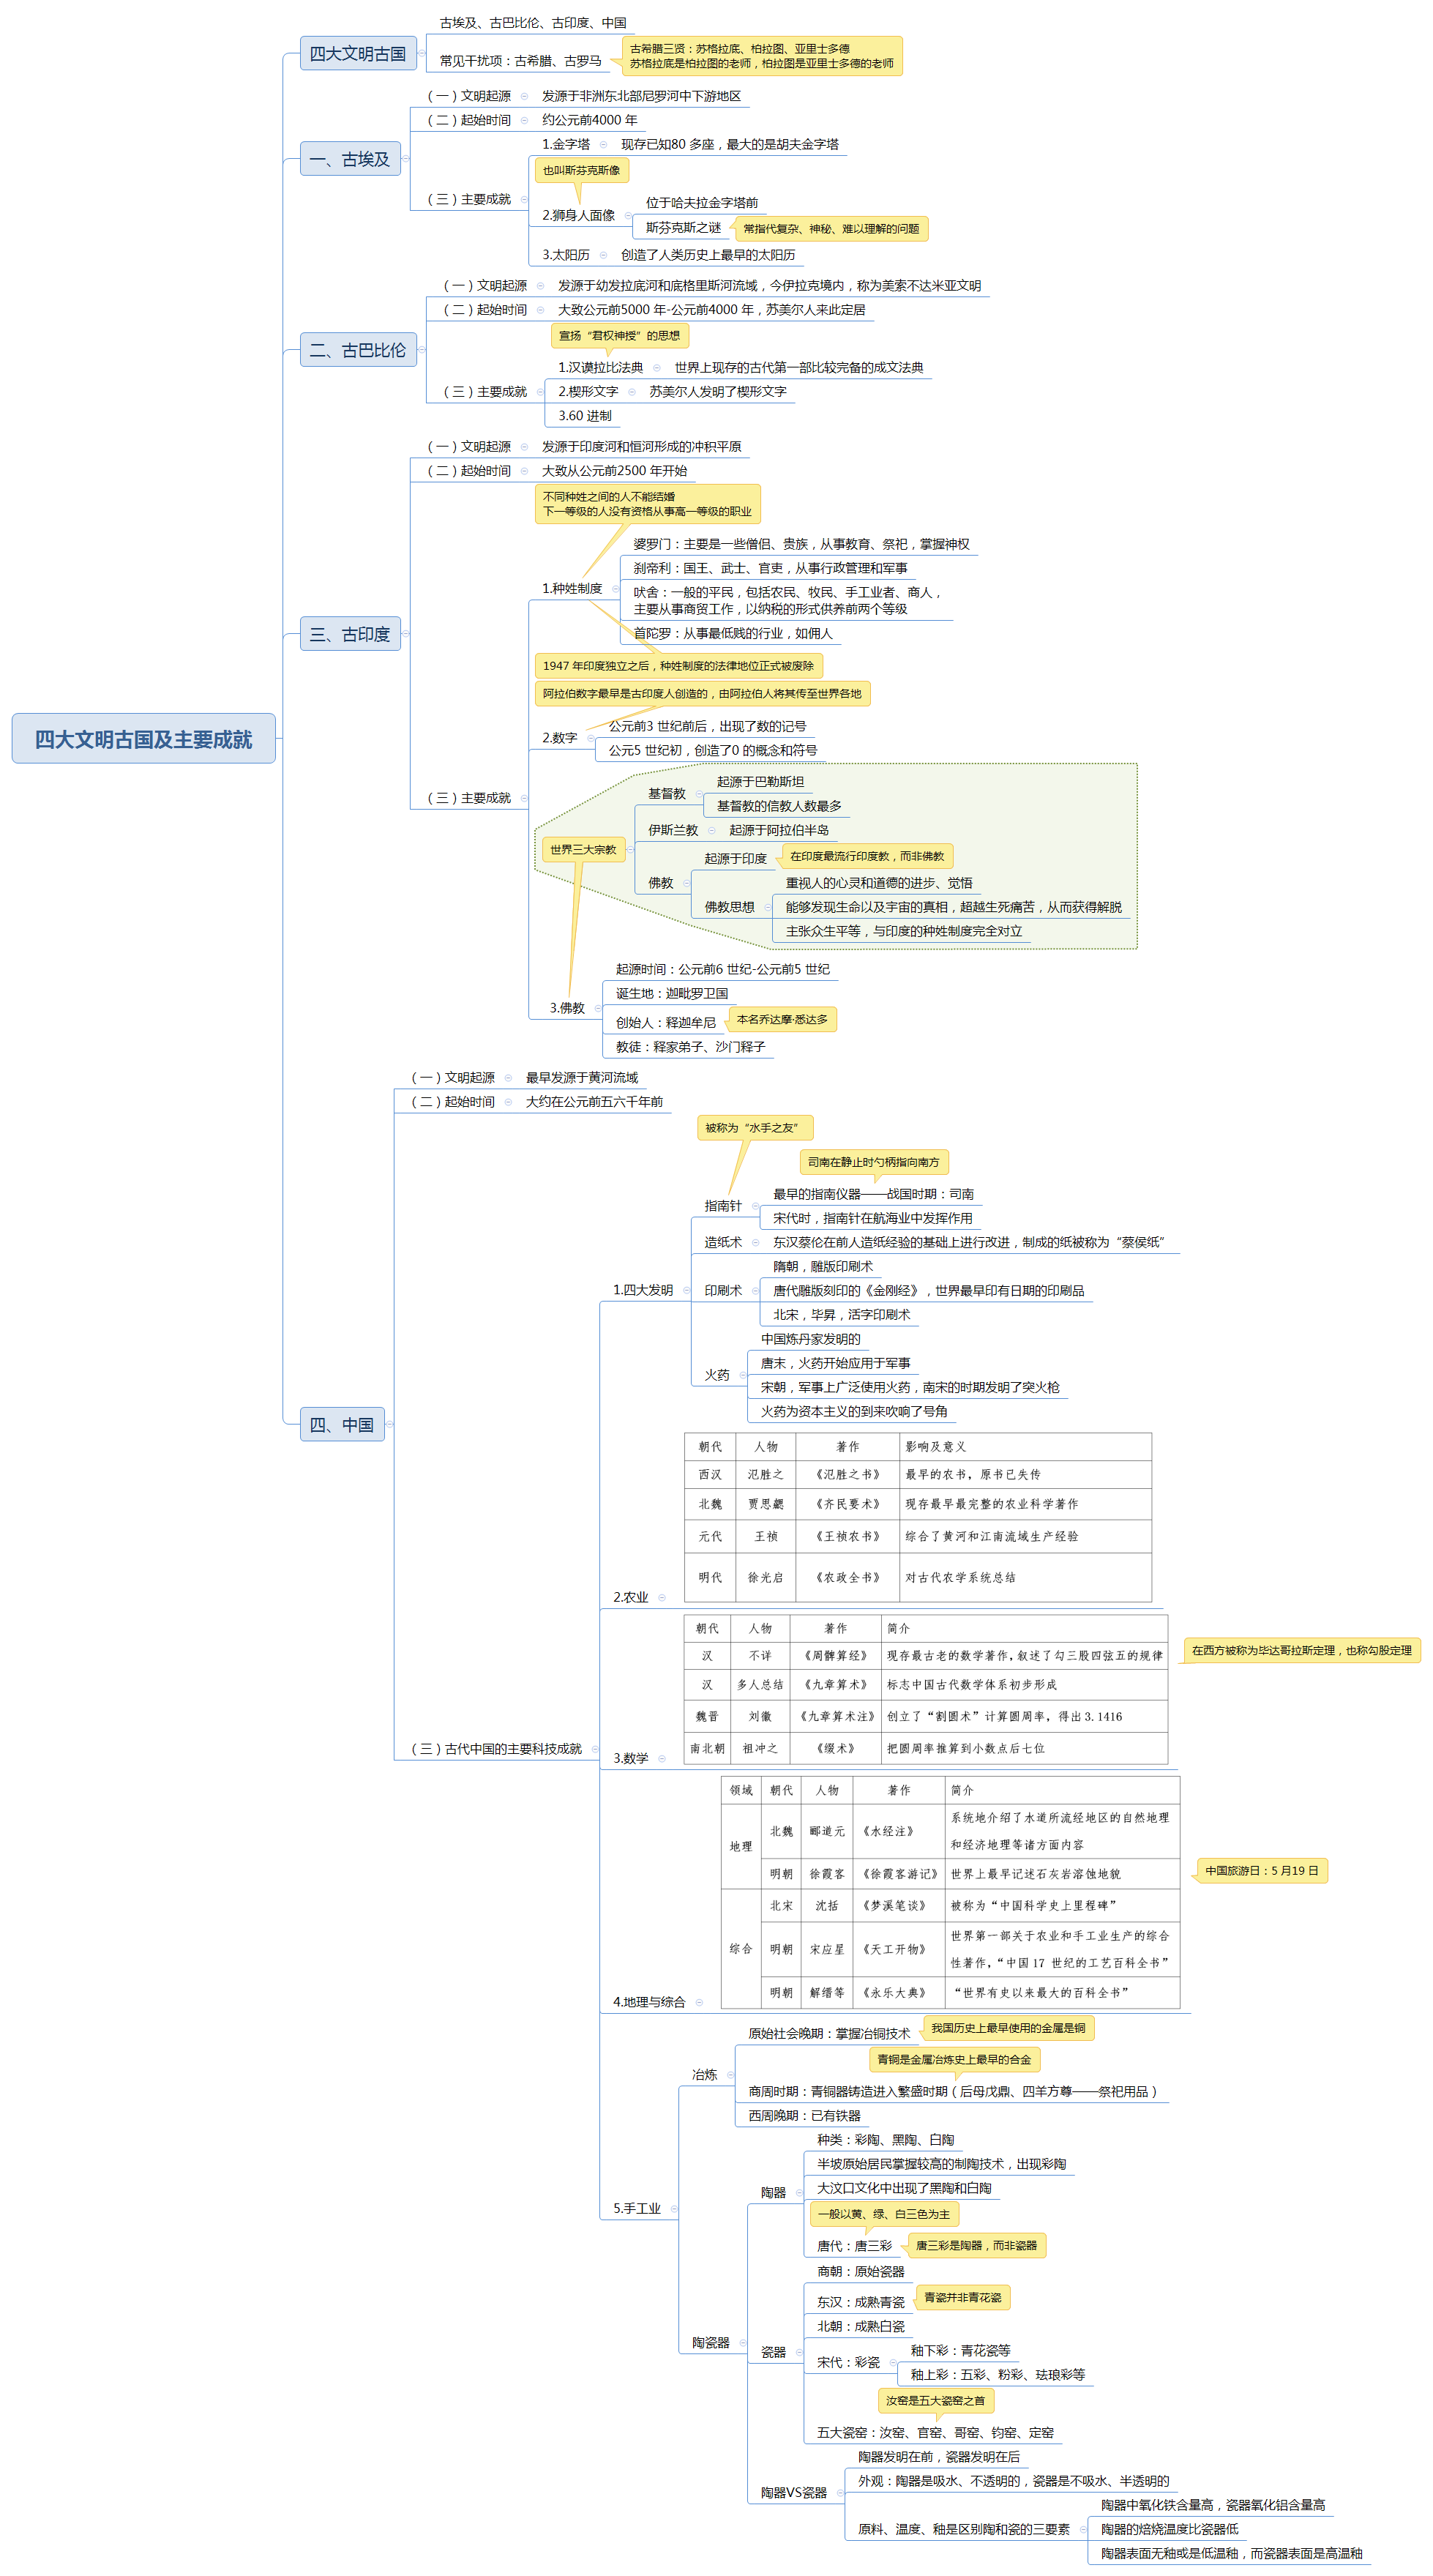 四大文明古国及主要成就
四大文明古国
古埃及、古巴比伦、古印度、中国
常见干扰项：古希腊、古罗马
古希腊三贤：苏格拉底、柏拉图、亚里士多德
苏格拉底是柏拉图的老师，柏拉图是亚里士多德的老师
一、古埃及
（一）文明起源
发源于非洲东北部尼罗河中下游地区
（二）起始时间
约公元前4000 年
（三）主要成就
1.金字塔
现存已知80 多座，最大的是胡夫金字塔
也叫斯芬克斯像
2.狮身人面像
位于哈夫拉金字塔前
斯芬克斯之谜
常指代复杂、神秘、难以理解的问题
3.太阳历
创造了人类历史上最早的太阳历
二、古巴比伦
（一）文明起源
发源于幼发拉底河和底格里斯河流域，今伊拉克境内，称为美索不达米亚文明
（二）起始时间
大致公元前5000 年-公元前4000 年，苏美尔人来此定居
（三）主要成就
宣扬“君权神授”的思想
1.汉谟拉比法典
世界上现存的古代第一部比较完备的成文法典
2.楔形文字
苏美尔人发明了楔形文字
3.60 进制
三、古印度
（一）文明起源
发源于印度河和恒河形成的冲积平原
（二）起始时间
大致从公元前2500 年开始
（三）主要成就
不同种姓之间的人不能结婚
下一等级的人没有资格从事高一等级的职业
1.种姓制度
婆罗门：主要是一些僧侣、贵族，从事教育、祭祀，掌握神权
刹帝利：国王、武士、官吏，从事行政管理和军事
吠舍：一般的平民，包括农民、牧民、手工业者、商人，
主要从事商贸工作，以纳税的形式供养前两个等级
首陀罗：从事最低贱的行业，如佣人
1947 年印度独立之后，种姓制度的法律地位正式被废除
阿拉伯数字最早是古印度人创造的，由阿拉伯人将其传至世界各地
2.数字
公元前3 世纪前后，出现了数的记号
公元5 世纪初，创造了0 的概念和符号
世界三大宗教
基督教
起源于巴勒斯坦
基督教的信教人数最多
伊斯兰教
起源于阿拉伯半岛
佛教
起源于印度
在印度最流行印度教，而非佛教
佛教思想
重视人的心灵和道德的进步、觉悟
能够发现生命以及宇宙的真相，超越生死痛苦，从而获得解脱
主张众生平等，与印度的种姓制度完全对立
3.佛教
起源时间：公元前6 世纪-公元前5 世纪
诞生地：迦毗罗卫国
创始人：释迦牟尼
本名乔达摩·悉达多
教徒：释家弟子、沙门释子
四、中国
（一）文明起源
最早发源于黄河流域
（二）起始时间
大约在公元前五六千年前
（三）古代中国的主要科技成就
1.四大发明
被称为“水手之友”
指南针
司南在静止时勺柄指向南方
最早的指南仪器——战国时期：司南
宋代时，指南针在航海业中发挥作用
造纸术
东汉蔡伦在前人造纸经验的基础上进行改进，制成的纸被称为“蔡侯纸”
印刷术
隋朝，雕版印刷术
唐代雕版刻印的《金刚经》，世界最早印有日期的印刷品
北宋，毕昇，活字印刷术
火药
中国炼丹家发明的
唐末，火药开始应用于军事
宋朝，军事上广泛使用火药，南宋的时期发明了突火枪
火药为资本主义的到来吹响了号角
2.农业
朝代 人物 著作 影响及意义
西汉 氾胜之 《氾胜之书》 最早的农书，原书已失传
北魏 贾思勰 《齐民要术》 现存最早最完整的农业科学著作
元代 王祯 《王祯农书》 综合了黄河和江南流域生产经验
明代 徐光启 《农政全书》 对古代农学系统总结
3.数学
朝代 人物 著作 简介
汉 不详 《周髀算经》 现存最古老的数学著作，叙述了勾三股四弦五的规律
汉 多人总结 《九章算术》 标志中国古代数学体系初步形成
魏晋 刘徽 《九章算术注》 创立了“割圆术”计算圆周率，得出3.1416
南北朝 祖冲之 《缀术》 把圆周率推算到小数点后七位
在西方被称为毕达哥拉斯定理，也称勾股定理
4.地理与综合
领域 朝代 人物 著作 简介
地理 北魏 郦道元 《水经注》 系统地介绍了水道所流经地区的自然地理
和经济地理等诸方面内容
明朝 徐霞客 《徐霞客游记》 世界上最早记述石灰岩溶蚀地貌
综合 北宋 沈括 《梦溪笔谈》 被称为“中国科学史上里程碑”
明朝 宋应星 《天工开物》 世界第一部关于农业和手工业生产的综合
性著作，“中国17 世纪的工艺百科全书”
明朝 解缙等 《永乐大典》 “世界有史以来最大的百科全书”
中国旅游日：5 月19 日
5.手工业
冶炼
原始社会晚期：掌握冶铜技术
我国历史上最早使用的金属是铜
青铜是金属冶炼史上最早的合金
商周时期：青铜器铸造进入繁盛时期（后母戊鼎、四羊方尊——祭祀用品）
西周晚期：已有铁器
陶瓷器
陶器
种类：彩陶、黑陶、白陶
半坡原始居民掌握较高的制陶技术，出现彩陶
大汶口文化中出现了黑陶和白陶
一般以黄、绿、白三色为主
唐代：唐三彩
唐三彩是陶器，而非瓷器
瓷器
商朝：原始瓷器
东汉：成熟青瓷
青瓷并非青花瓷
北朝：成熟白瓷
宋代：彩瓷
釉下彩：青花瓷等
釉上彩：五彩、粉彩、珐琅彩等
汝窑是五大瓷窑之首
五大瓷窑：汝窑、官窑、哥窑、钧窑、定窑
陶器VS瓷器
陶器发明在前，瓷器发明在后
外观：陶器是吸水、不透明的，瓷器是不吸水、半透明的
原料、温度、釉是区别陶和瓷的三要素
陶器中氧化铁含量高，瓷器氧化铝含量高
陶器的焙烧温度比瓷器低
陶器表面无釉或是低温釉，而瓷器表面是高温釉